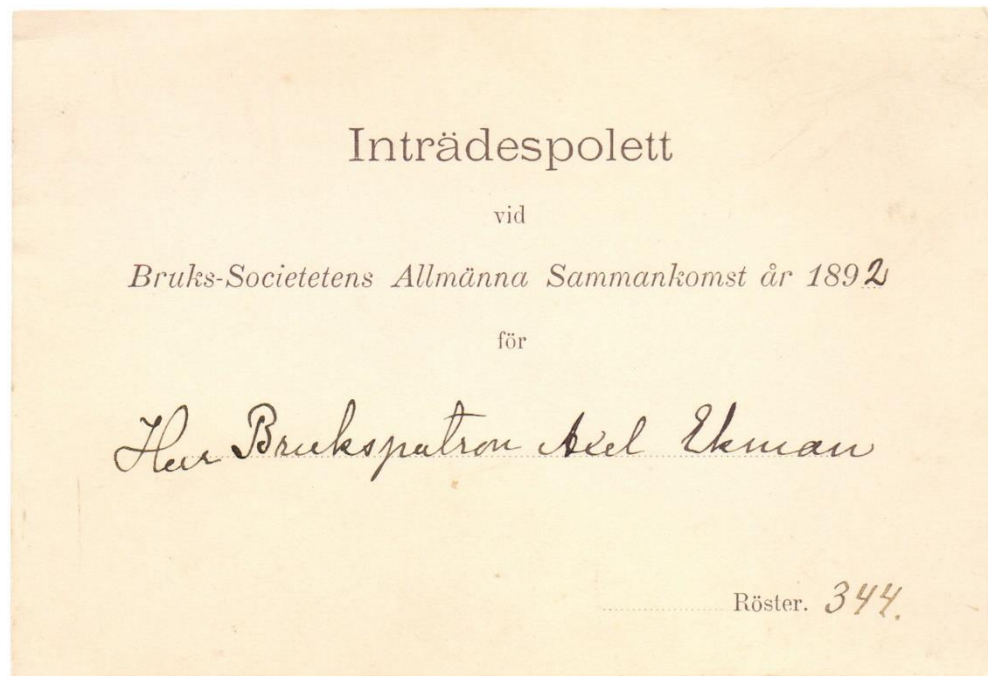 Inträdespolett
vid
Bruks-Societetens Allmänna Sammankomst år 1892
för
Herr Brukspatron Axel Ekman
Röster. 344.